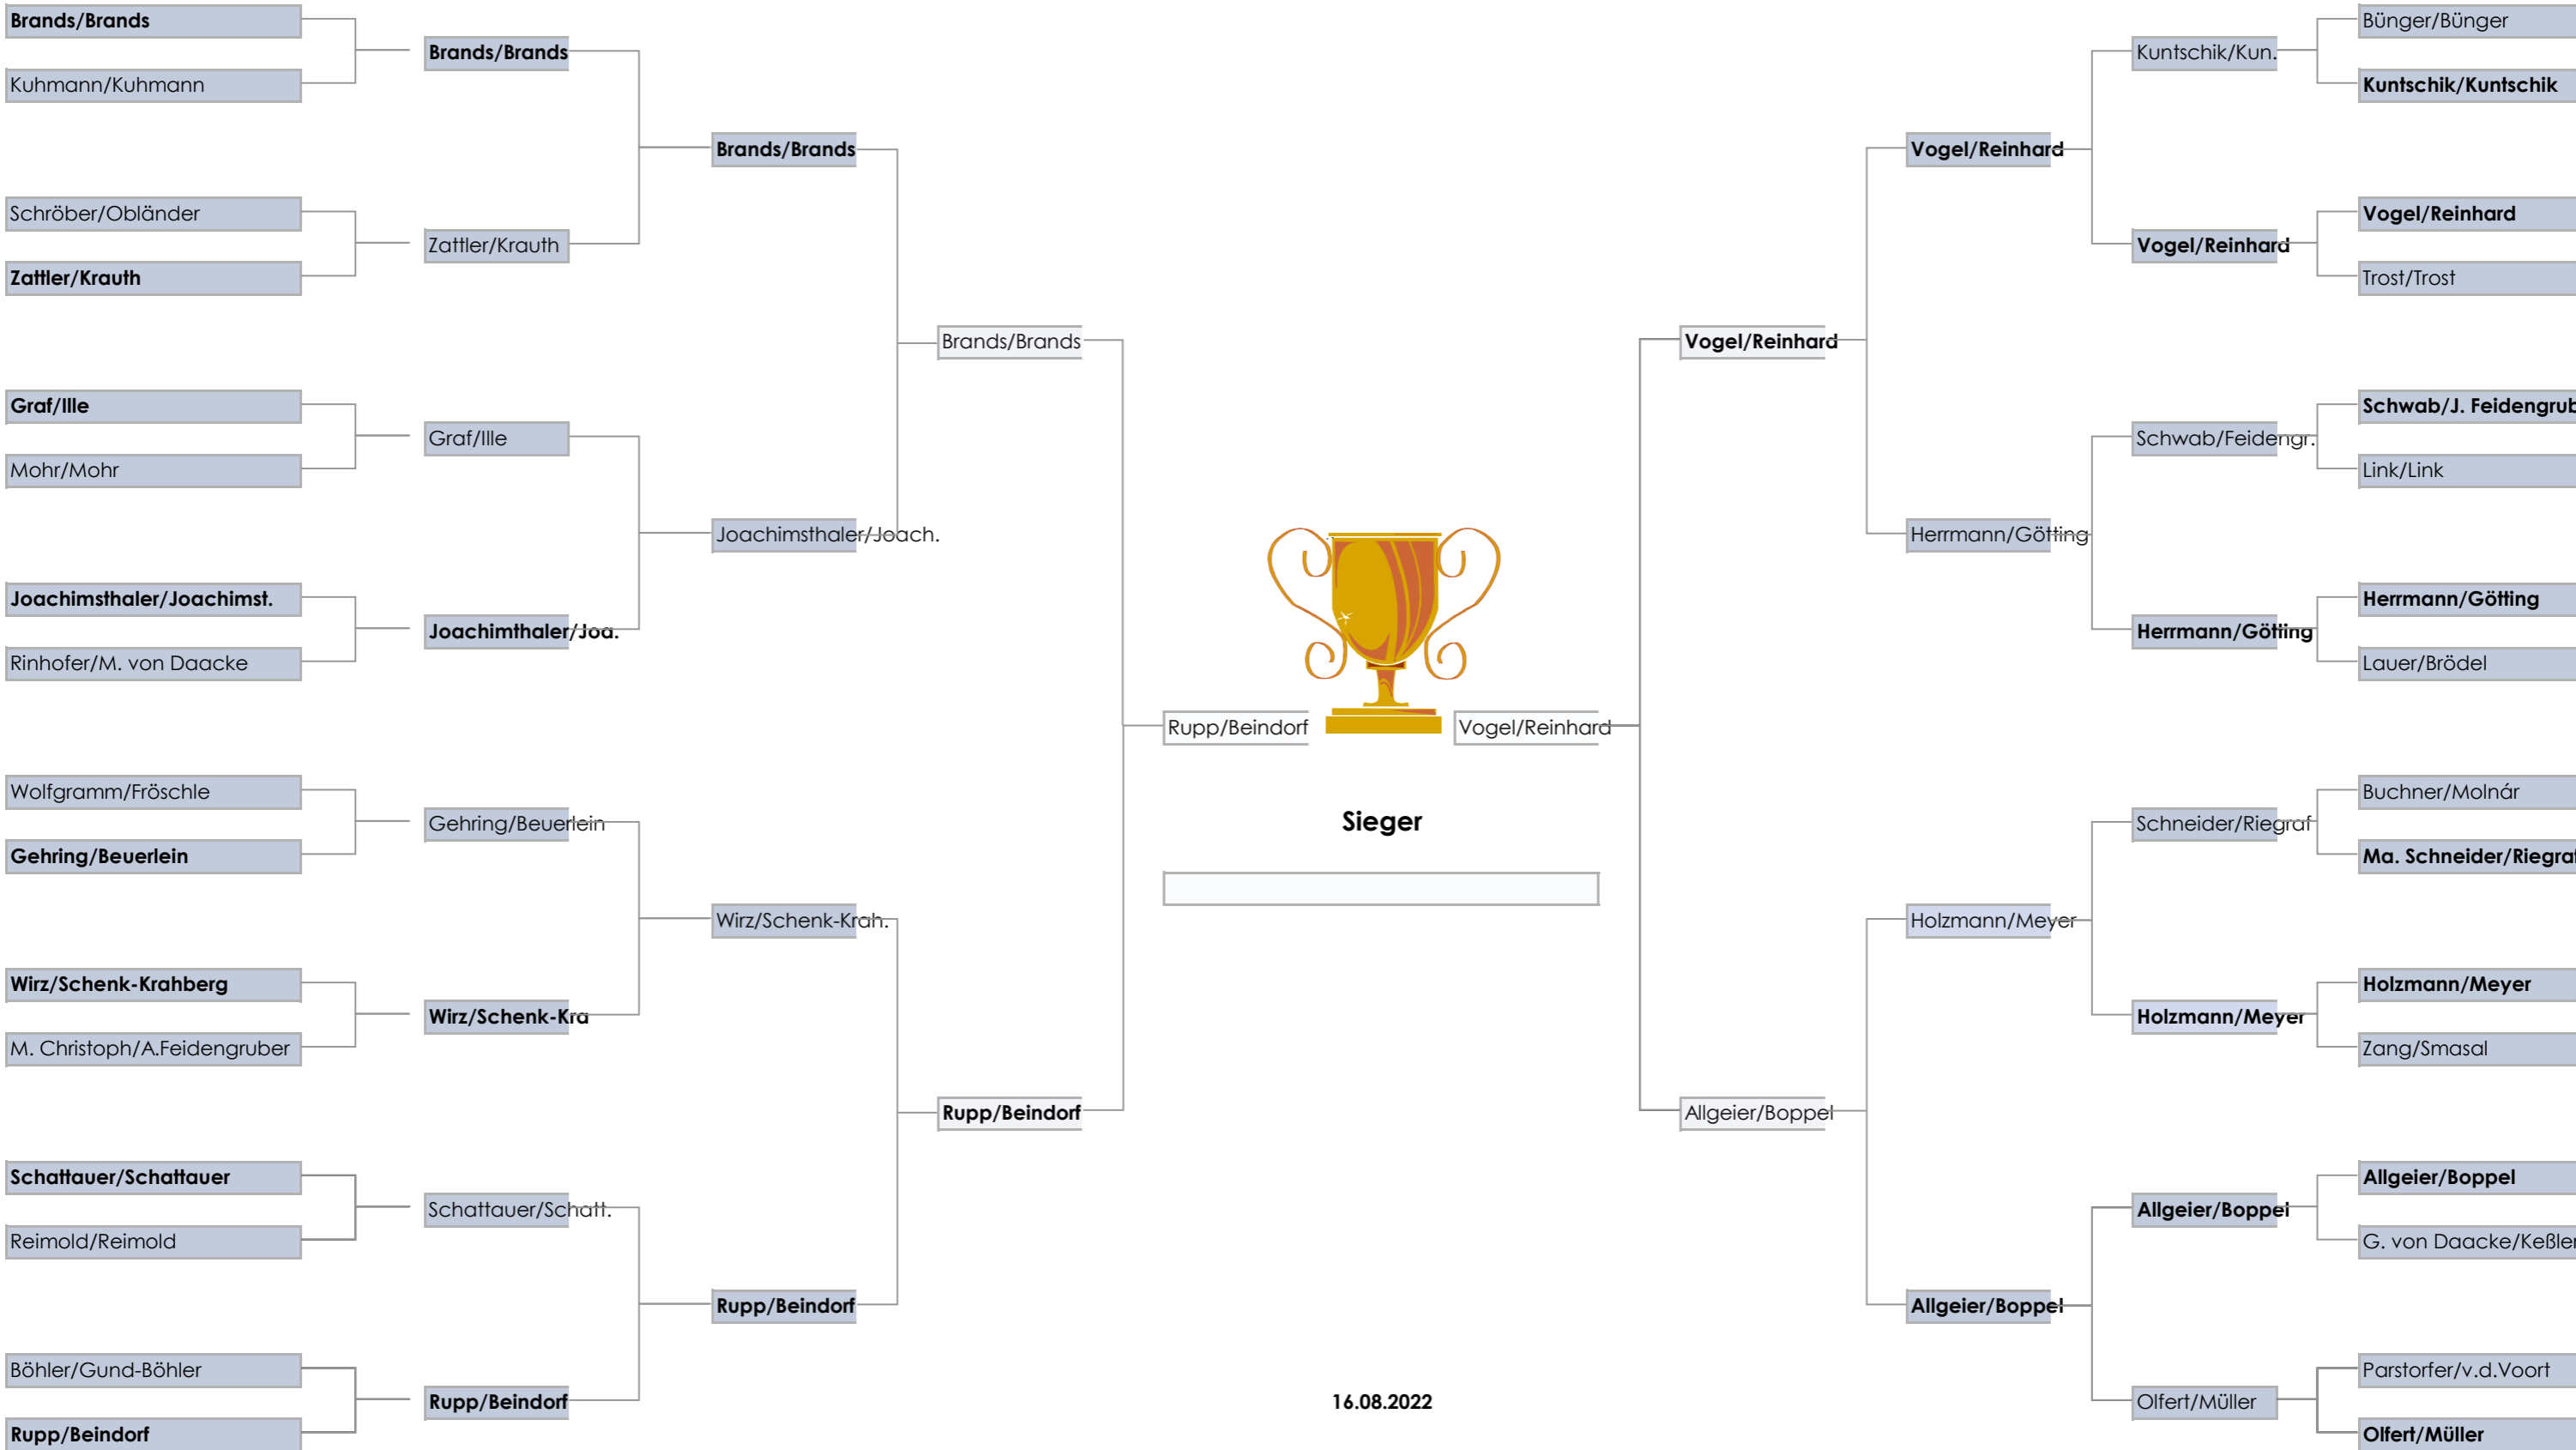 Brands/Brands
Kuhmann/Kuhmann
Schröber/Obländer
Zattler/Krauth
Graf/Ille
Mohr/Mohr
Joachimsthaler/Joachimst.
Rinhofer/M. von Daacke
Wolfgramm/Fröschle
Gehring/Beuerlein
Wirz/Schenk-Krahberg
M. Christoph/A.Feidengruber
Schattauer/Schattauer
Reimold/Reimold
Böhler/Gund-Böhler
Rupp/Beindorf
Brands/Brands
Zattler/Krauth
Graf/Ille
Joachimthaler/Joa.
Gehring/Beuerlein
Wirz/Schenk-Kra
Schattauer/Schatt.
Rupp/Beindorf
Brands/Brands
Joachimsthaler/Joach.
Wirz/Schenk-Krah.
Rupp/Beindorf
Brands/Brands
Rupp/Beindorf
Rupp/Beindorf
Vogel/Reinhard
Sieger
16.08.2022
Vogel/Reinhard
Allgeier/Boppel
Vogel/Reinhard
Herrmann/Götting
Holzmann/Meyer
Allgeier/Boppel
Kuntschik/Kun.
Vogel/Reinhard
Schwab/Feidengr.
Herrmann/Götting
Schneider/Riegraf
Holzmann/Meyer
Allgeier/Boppel
Olfert/Müller
Bünger/Bünger
Kuntschik/Kuntschik
Vogel/Reinhard
Trost/Trost
Schwab/J. Feidengrub
Link/Link
Herrmann/Götting
Lauer/Brödel
Buchner/Molnár
Ma. Schneider/Riegraf
Holzmann/Meyer
Zang/Smasal
Allgeier/Boppel
G. von Daacke/Keßler
Parstorfer/v.d.Voort
Olfert/Müller